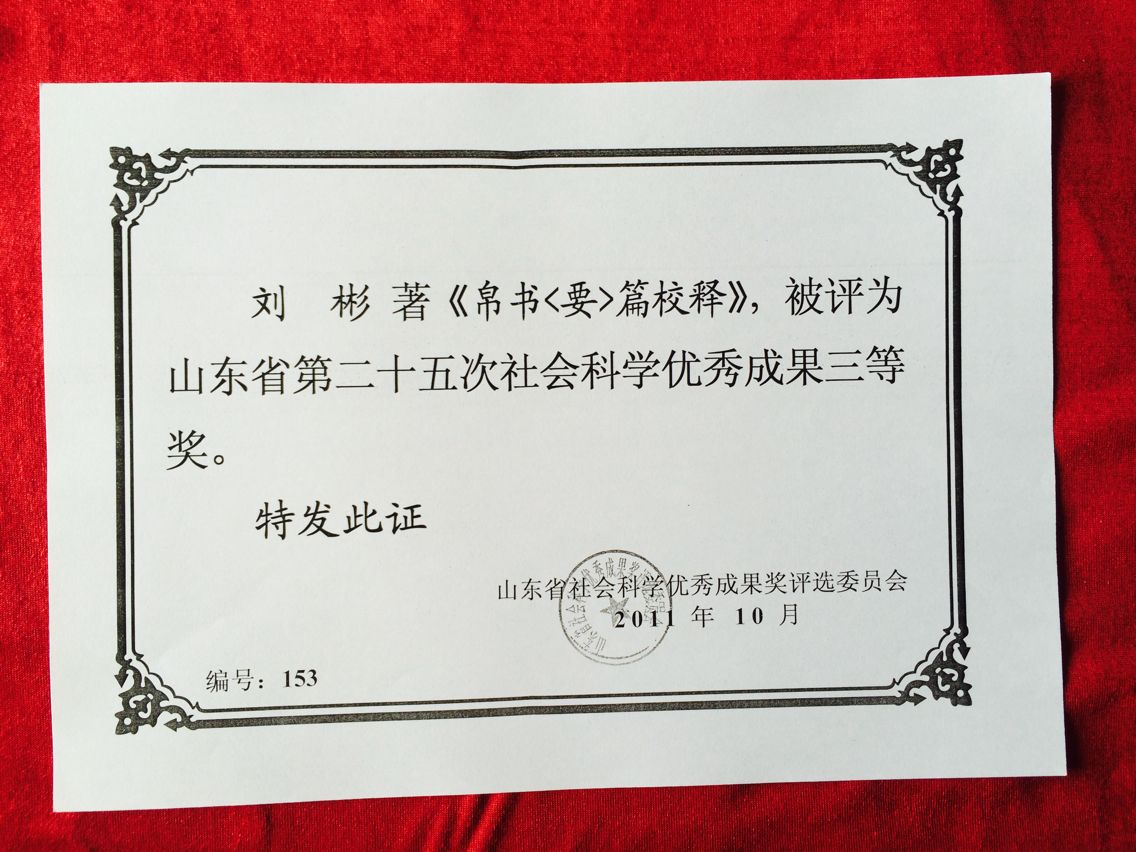 刘 彬 著《帛书<要>篇校释》，被评为
山东省第二十五次社会科学优秀成果三等
奖。
特发此证
山东省社会科学优秀成果奖评选委员会
2011 年 10 月
编号：153